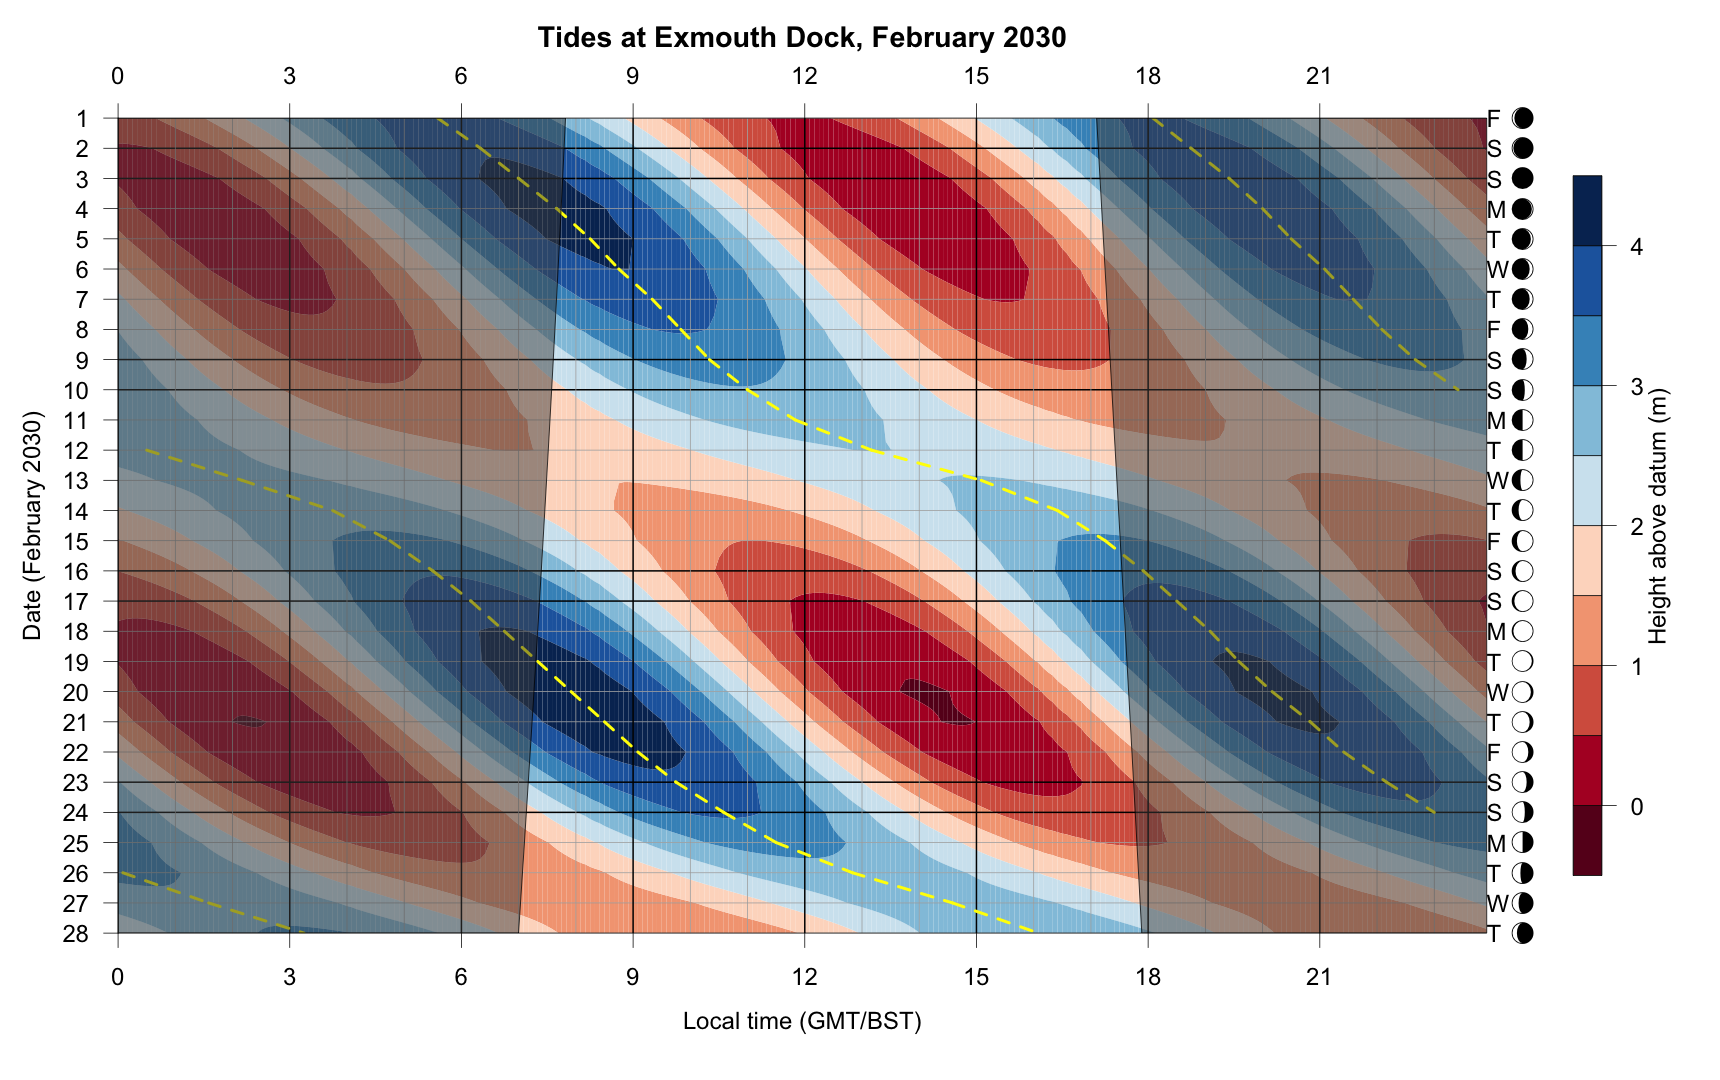 Tides at Exmouth Dock, February 2030
0 3 6 9 12 15 18 21
1 F
2 S
3 S
4 M
5 T
6 W
7 T
8 F
9 S
10 S
11 M
12 T
13 W
14 T
15 F
16 S
17 S
18 M
19 T
20 W
21 T
22 F
23 S
24 S
25 M
26 T
27 W
28 T
Date (February 2030)
0 3 6 9 12 15 18 21
Local time (GMT/BST)
4
3
2
1
0
Height above datum (m)